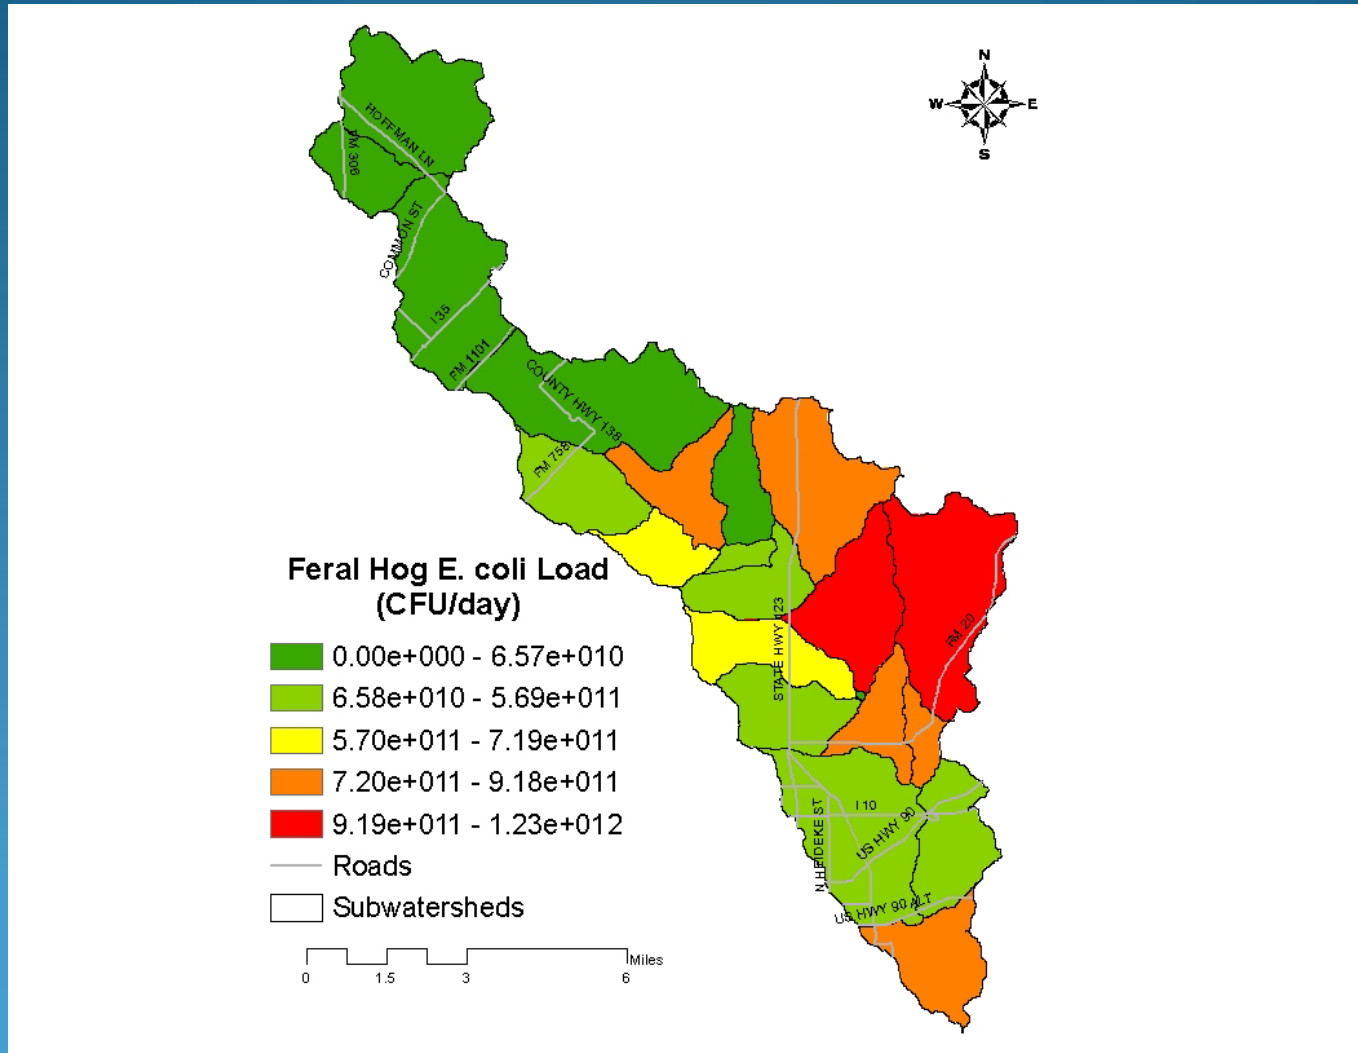 N
W E
S
HOFFMAN LN
FM 306
COMMON ST
I 35
FM 1101
COUNTY HWY 138
FM 758
STATE HWY 123
RM 20
I 10
US HWY 90
N HEIDEKE ST
US HWY 90 ALT
Feral Hog E. coli Load
(CFU/day)
0.00e+000 - 6.57e+010
6.58e+010 - 5.69e+011
5.70e+011 - 7.19e+011
7.20e+011 - 9.18e+011
9.19e+011 - 1.23e+012
Roads
Subwatersheds
Miles
0 1.5 3 6